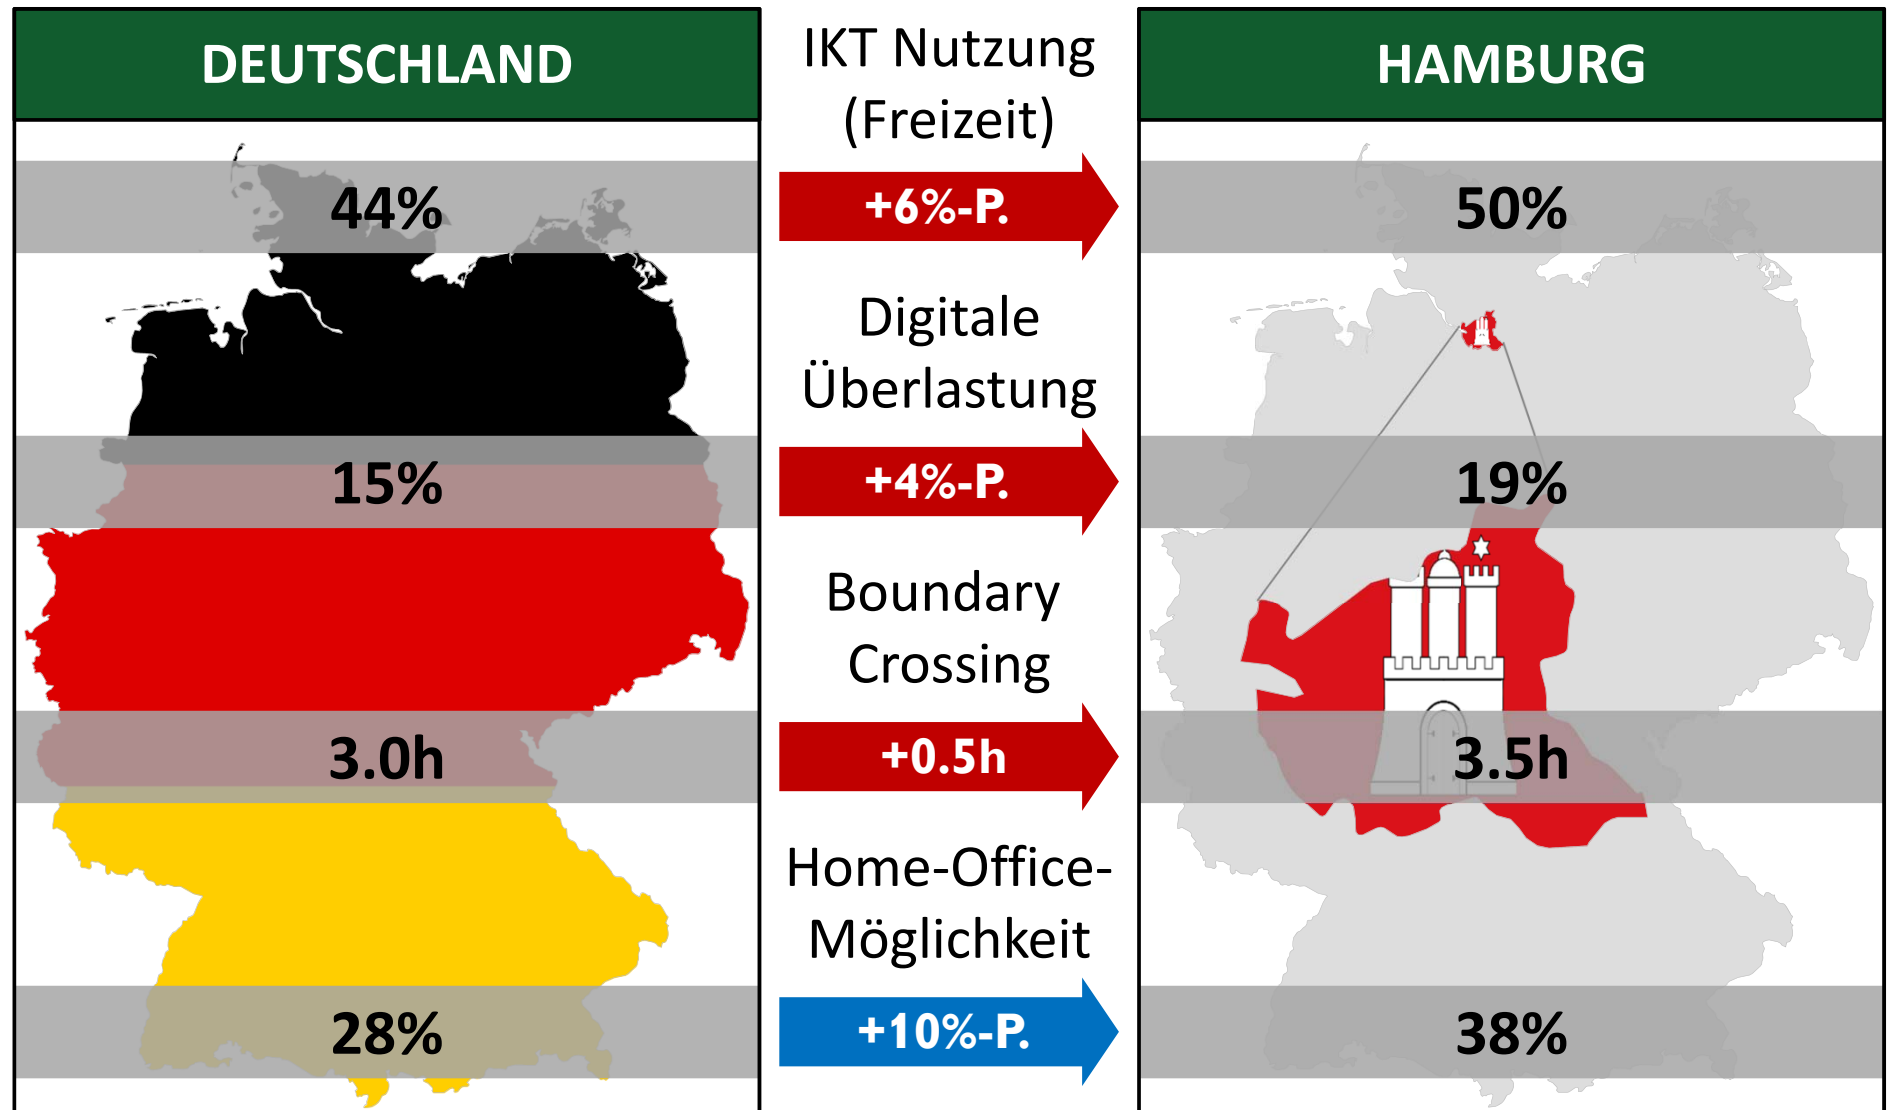 DEUTSCHLAND
IKT Nutzung
(Freizeit)
HAMBURG
44%
+6%-P.
50%
Digitale
Überlastung
15%
+4%-P.
19%
Boundary
Crossing
3.0h
+0.5h
3.5h
Home-Office-
Möglichkeit
28%
+10%-P.
38%